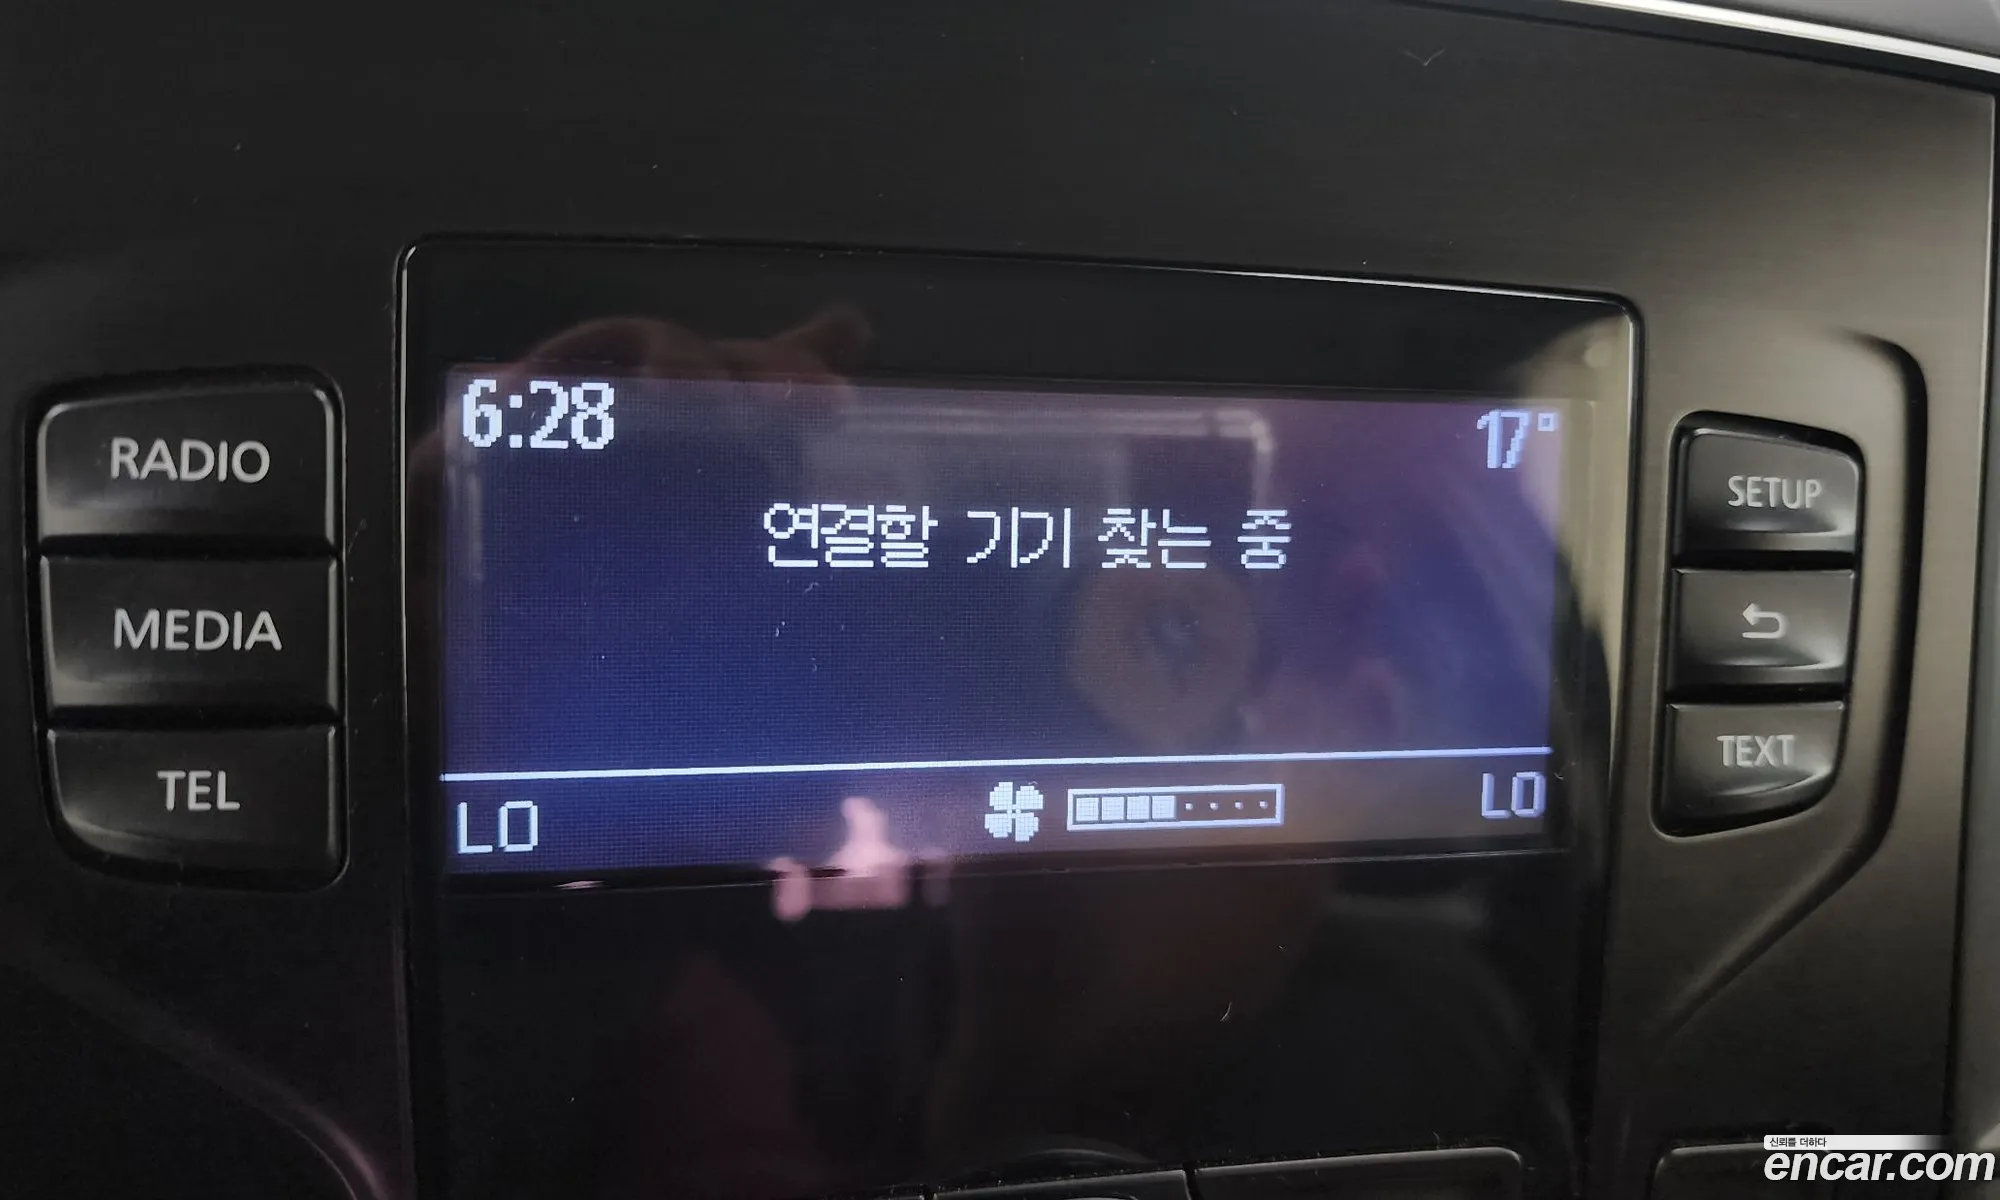 RADIO
MEDIA
TEL
6:28
17°
연결할 기기 찾는 중
LO
LO
SETUP
TEXT
신뢰를 더하다
encar.com